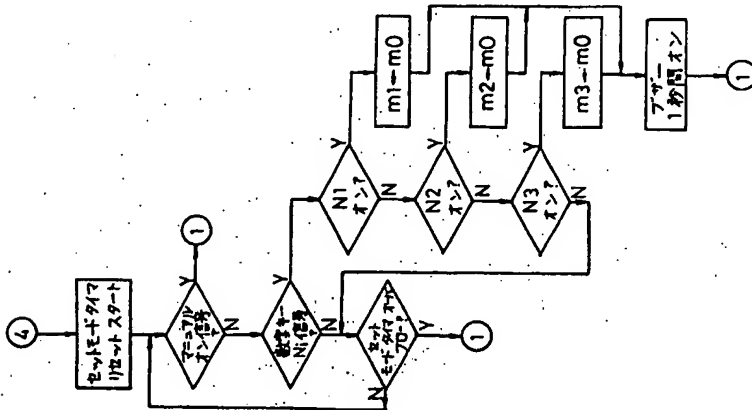 4
セットモードタイマ
リセット スタート
マニュアル
オン信号
?
Y
1
N
数字キー
Ni信号
?
Y
N
セット
モードタイマ オーバ
フロー?
N
Y
1
N1
オン?
Y
m1←m0
N
N2
オン?
Y
m2←m0
N
N3
オン?
Y
m3←m0
N
ブザー
1秒間オン
1